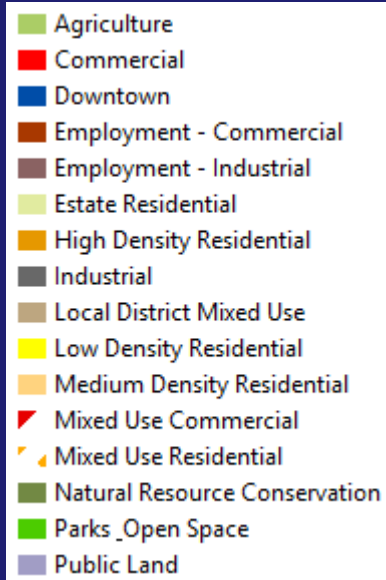 Agriculture
Commercial
Downtown
Employment - Commercial
Employment - Industrial
Estate Residential
High Density Residential
Industrial
Local District Mixed Use
Low Density Residential
Medium Density Residential
Mixed Use Commercial
Mixed Use Residential
Natural Resource Conservation
Parks_Open Space
Public Land